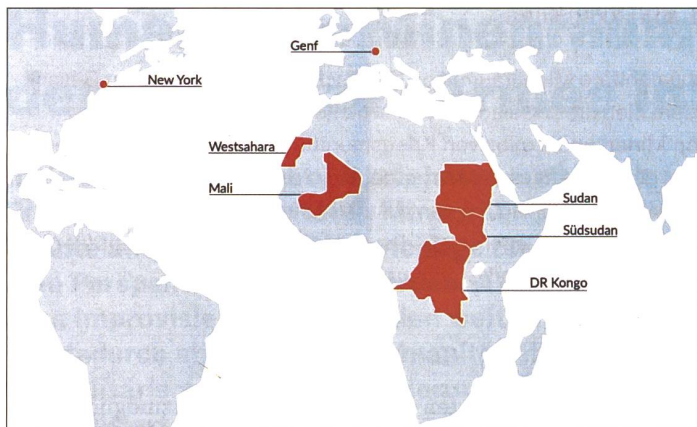 Genf
New York
Westsahara
Mali
Sudan
Südsudan
DR Kongo